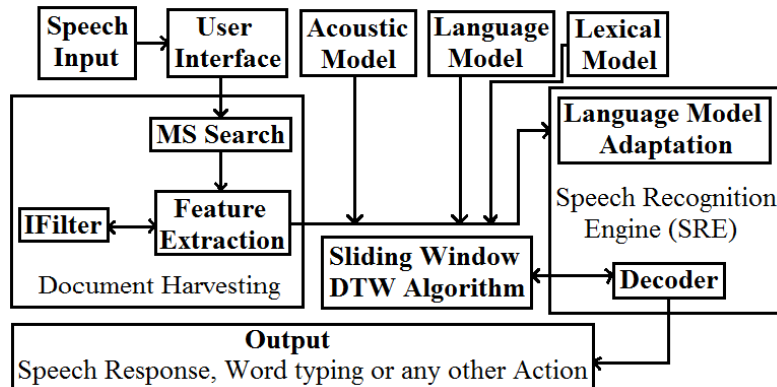 Speech
Input
User
Interface
Acoustic
Model
Language
Model
Lexical
Model
MS Search
IFilter
Feature
Extraction
Document Harvesting
Sliding Window
DTW Algorithm
Language Model
Adaptation
Speech Recognition
Engine (SRE)
Decoder
Output
Speech Response, Word typing or any other Action